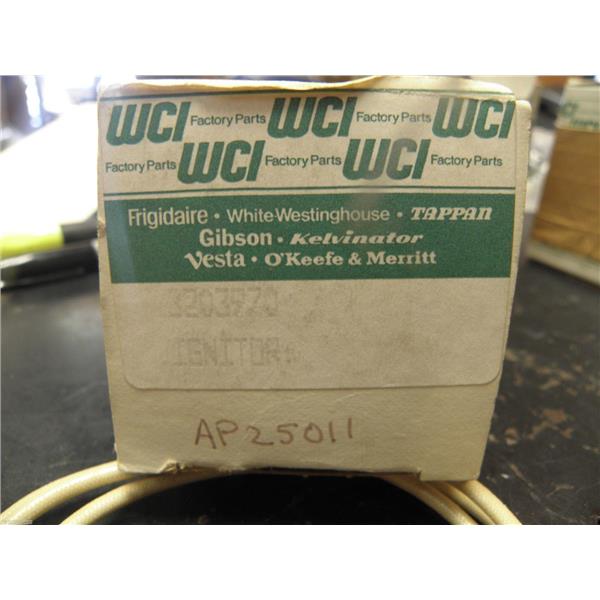 WCI Factory Parts WCI Factory Parts WCI
Factory Parts WCI Factory Parts WCI Factory Parts
Frigidaire • White-Westinghouse • TAPPAN
Gibson • Kelvinator
Vesta • O'Keefe & Merritt
3203970
IGNITOR
AP25011